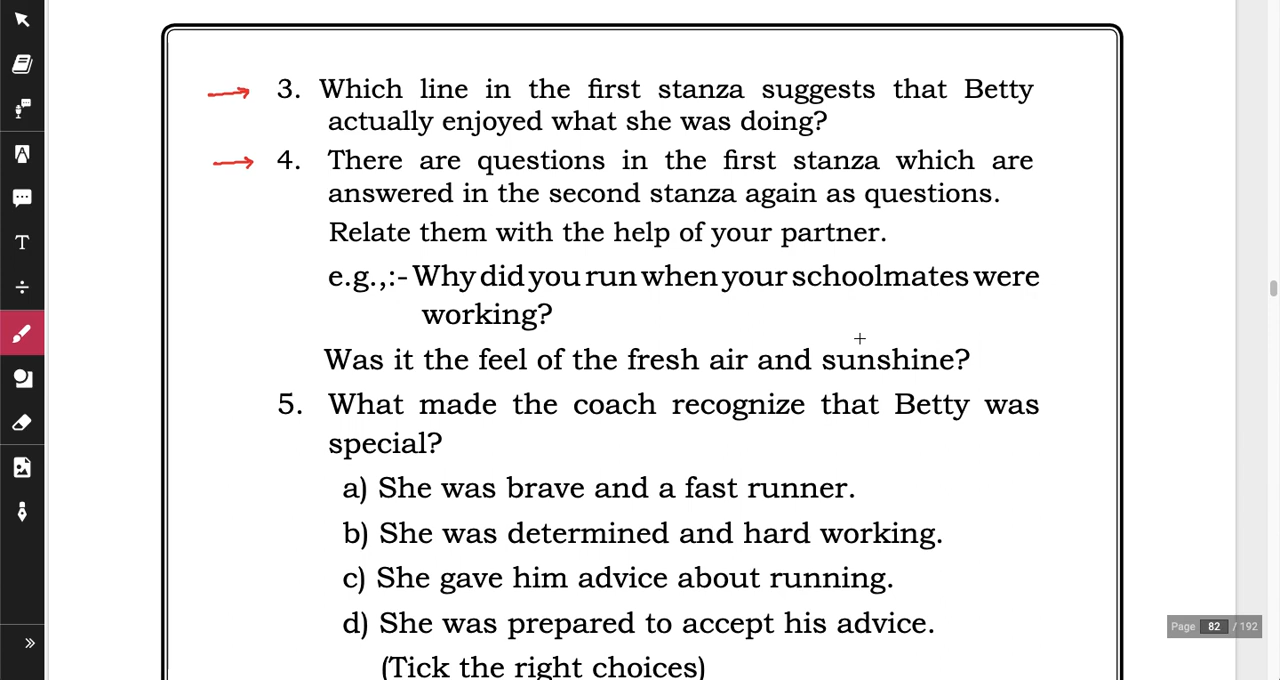 3. Which line in the first stanza suggests that Betty
actually enjoyed what she was doing?
4. There are questions in the first stanza which are
answered in the second stanza again as questions.
Relate them with the help of your partner.
e.g.,:- Why did you run when your schoolmates were
working?
Was it the feel of the fresh air and sunshine?
5. What made the coach recognize that Betty was
special?
a) She was brave and a fast runner.
b) She was determined and hard working.
c) She gave him advice about running.
d) She was prepared to accept his advice.
(Tick the right choices)
Page 82 / 192